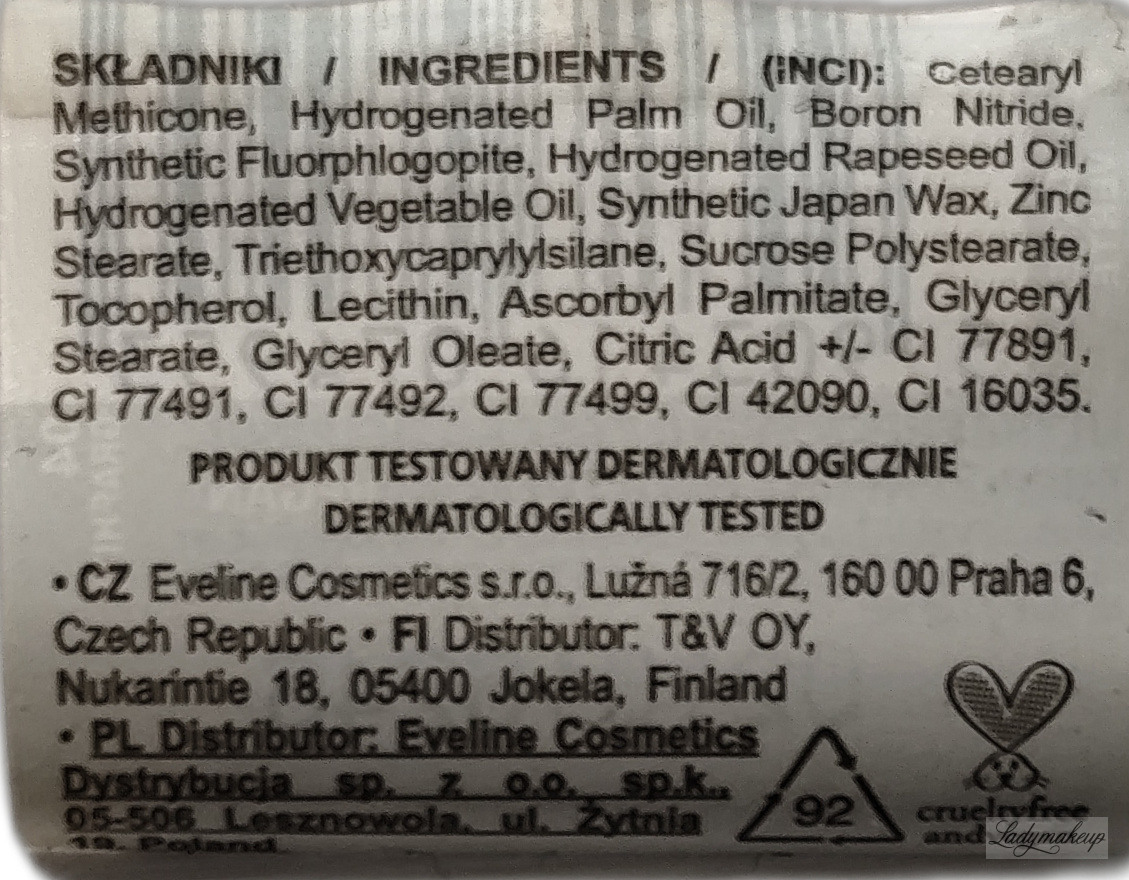 SKŁADNIKI / INGREDIENTS / (INCI): Cetearyl
Methicone, Hydrogenated Palm Oil, Boron Nitride,
Synthetic Fluorphlogopite, Hydrogenated Rapeseed Oil,
Hydrogenated Vegetable Oil, Synthetic Japan Wax, Zinc
Stearate, Triethoxycaprylylsilane, Sucrose Polystearate,
Tocopherol, Lecithin, Ascorbyl Palmitate, Glyceryl
Stearate, Glyceryl Oleate, Citric Acid +/- CI 77891,
CI 77491, CI 77492, CI 77499, CI 42090, CI 16035.
PRODUKT TESTOWANY DERMATOLOGICZNIE
DERMATOLOGICALLY TESTED
• CZ Eveline Cosmetics s.r.o., Lužná 716/2, 160 00 Praha 6,
Czech Republic • FI Distributor: T&V OY,
Nukarintie 18, 05400 Jokela, Finland
• PL Distributor: Eveline Cosmetics
Dystrybucja sp. z o.o. sp.k.,
05-506 Lesznowola, ul. Żytnia
19, Poland
92
crueltyfree
and
Ladymakeup